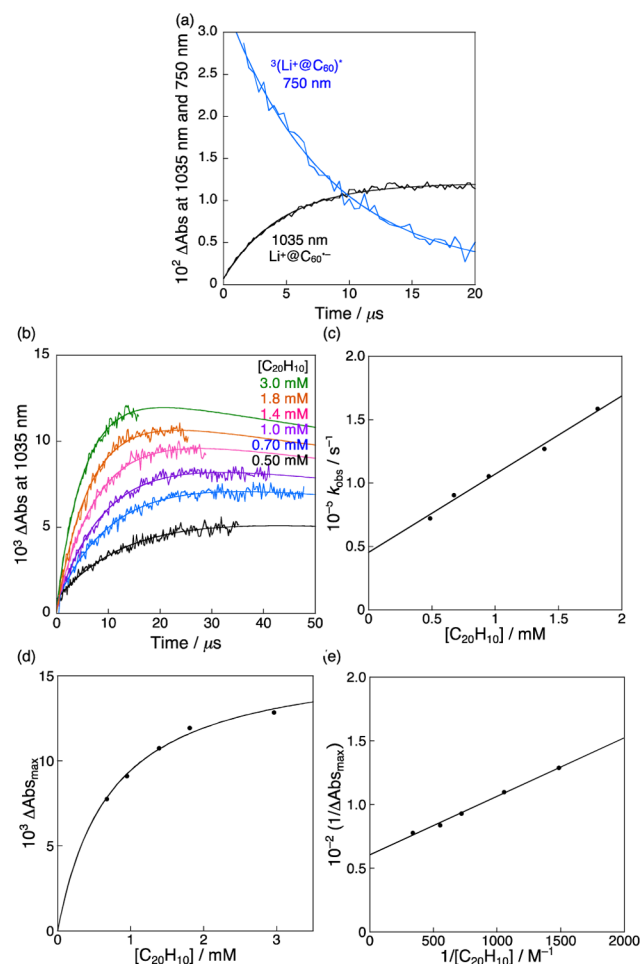 (a)
3.0
2.5
2.0
1.5
1.0
0.5
0
10² ΔAbs at 1035 nm and 750 nm
³(Li⁺@C₆₀)*
750 nm
1035 nm
Li⁺@C₆₀•–
0 5 10 15 20
Time / μs
(b)
15
10
5
0
10³ ΔAbs at 1035 nm
[C₂₀H₁₀]
3.0 mM
1.8 mM
1.4 mM
1.0 mM
0.70 mM
0.50 mM
0 10 20 30 40 50
Time / μs
(c)
2.0
1.5
1.0
0.5
0
10⁻⁵ k_obs / s⁻¹
0 0.5 1.0 1.5 2
[C₂₀H₁₀] / mM
(d)
15
10
5
0
10³ ΔAbs_max
0 1 2 3
[C₂₀H₁₀] / mM
(e)
2.0
1.5
1.0
0.5
0
10⁻² (1/ΔAbs_max)
0 500 1000 1500 2000
1/[C₂₀H₁₀] / M⁻¹